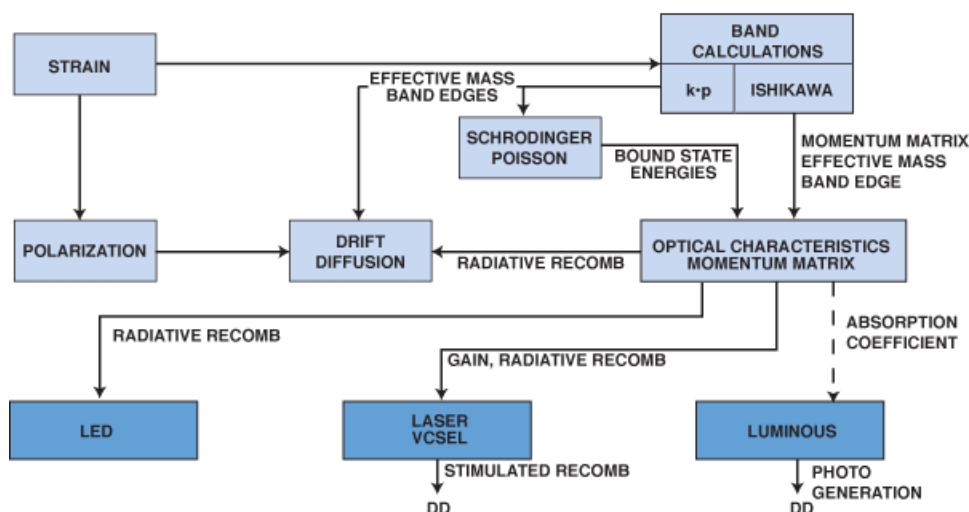 BAND
CALCULATIONS
STRAIN
EFFECTIVE MASS
BAND EDGES
k•p
ISHIKAWA
SCHRODINGER
POISSON
BOUND STATE
ENERGIES
MOMENTUM MATRIX
EFFECTIVE MASS
BAND EDGE
POLARIZATION
DRIFT
DIFFUSION
RADIATIVE RECOMB
OPTICAL CHARACTERISTICS
MOMENTUM MATRIX
RADIATIVE RECOMB
GAIN, RADIATIVE RECOMB
ABSORPTION
COEFFICIENT
LED
LASER
VCSEL
LUMINOUS
STIMULATED RECOMB
PHOTO
GENERATION
DD
DD